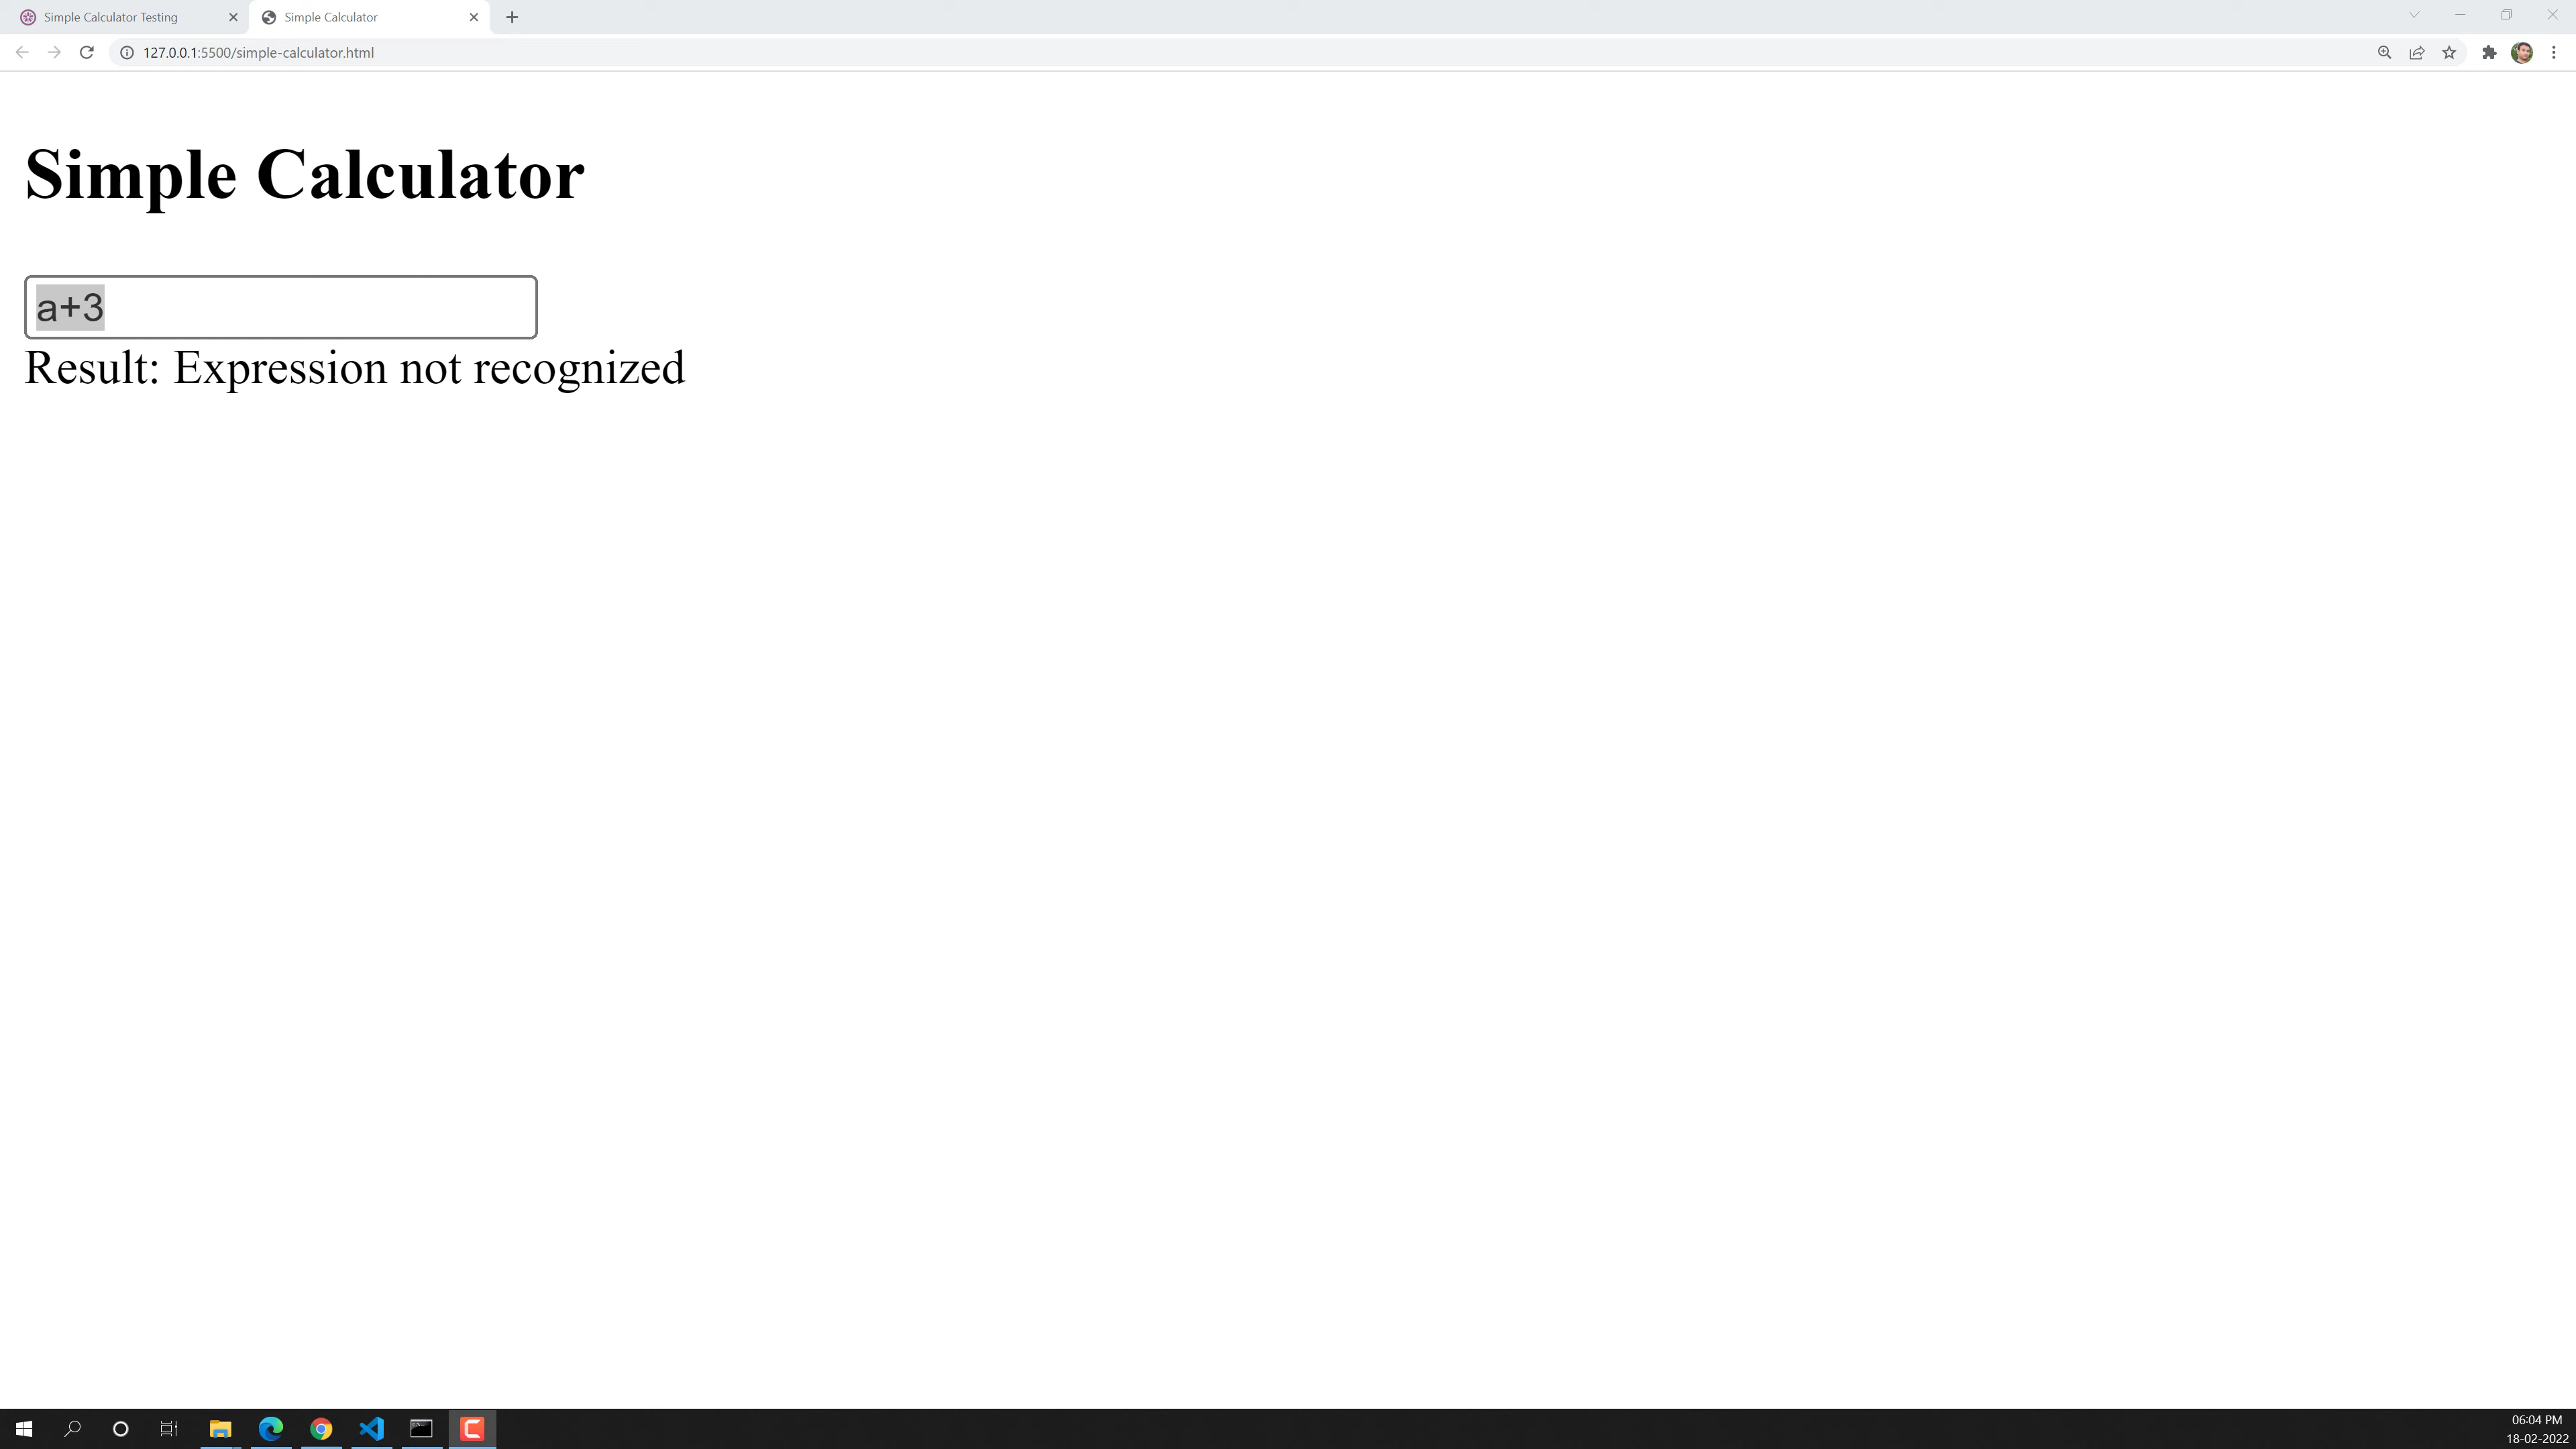 Simple Calculator Testing
Simple Calculator
127.0.0.1:5500/simple-calculator.html
Simple Calculator
a+3
Result: Expression not recognized
06:04 PM
18-02-2022